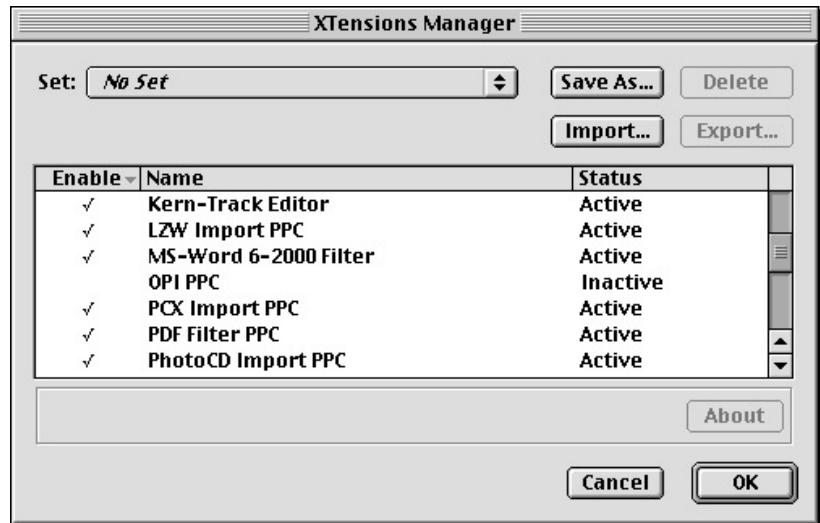 XTensions Manager
Set: No Set Save As... Delete
Import... Export...
Enable Name Status
√ Kern-Track Editor Active
√ LZW Import PPC Active
√ MS-Word 6-2000 Filter Active
OPI PPC Inactive
√ PCX Import PPC Active
√ PDF Filter PPC Active
√ PhotoCD Import PPC Active
About
Cancel OK